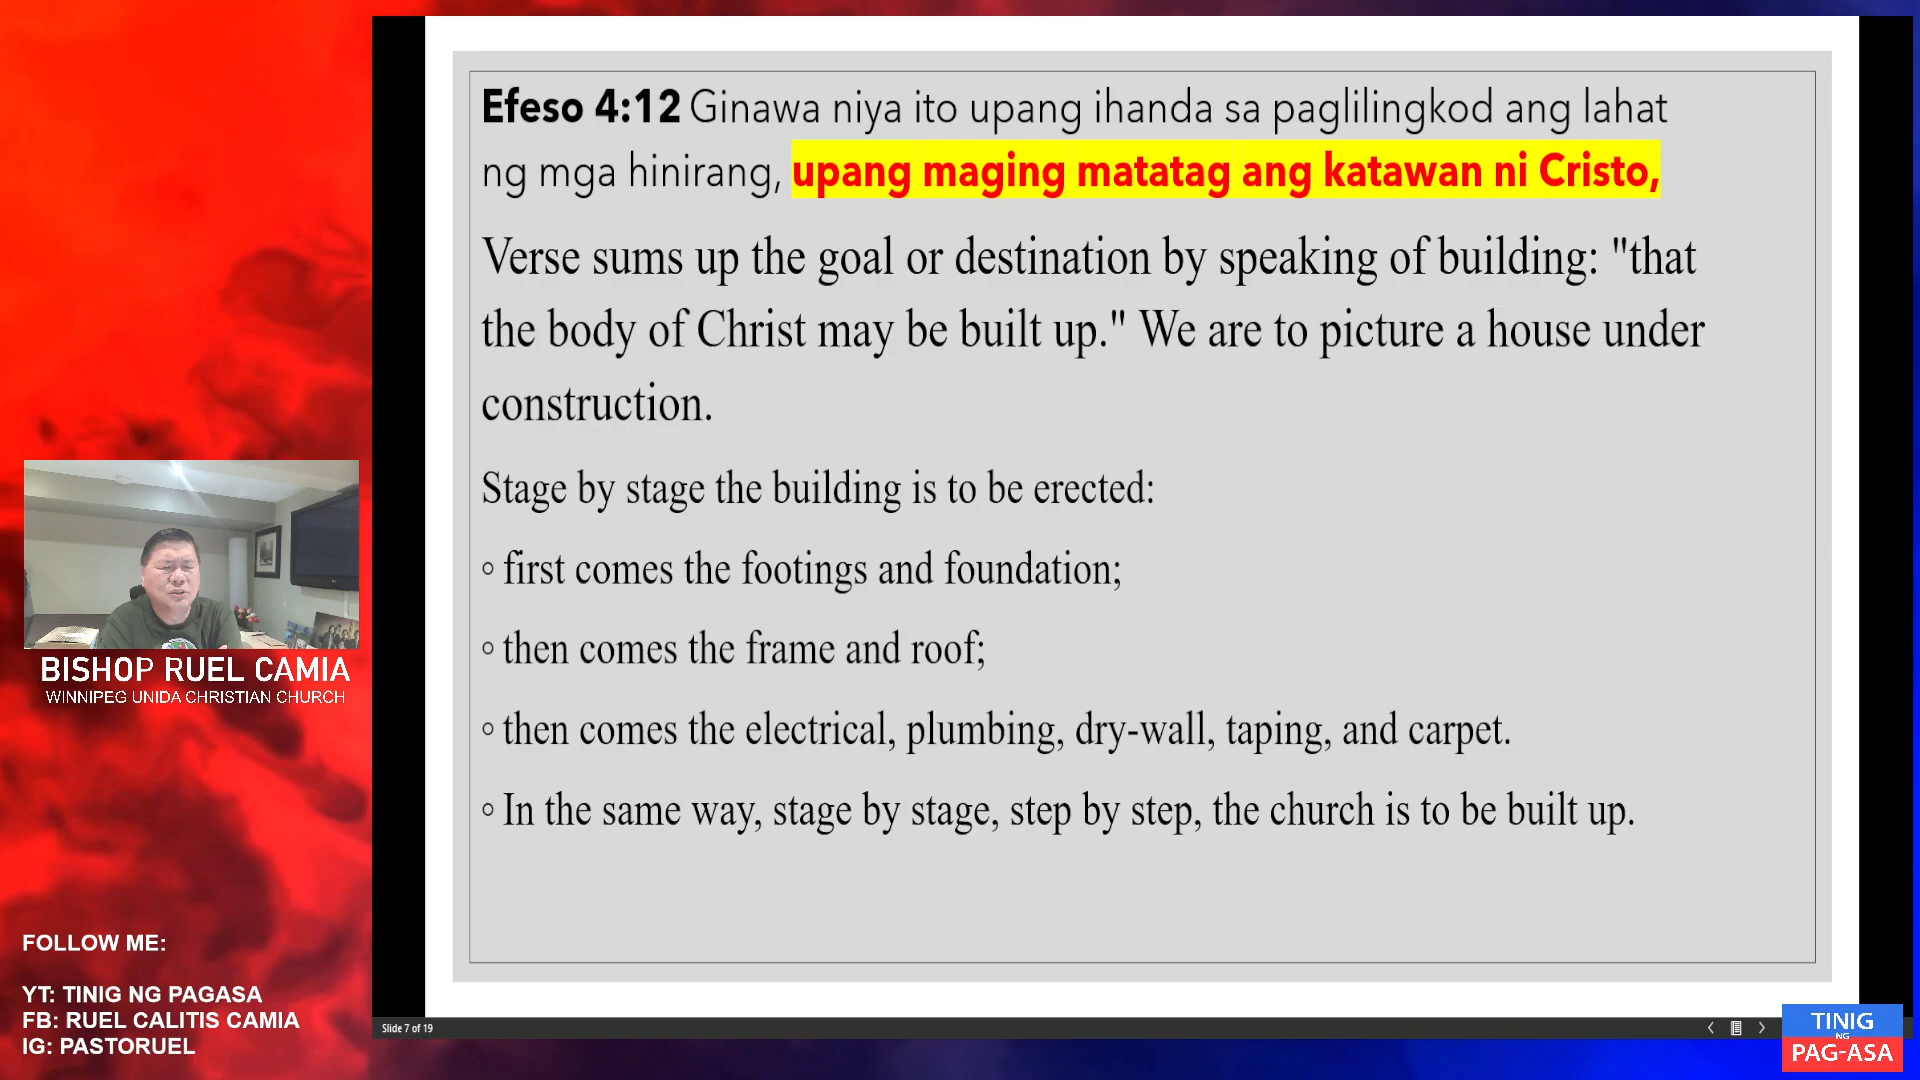 Efeso 4:12 Ginawa niya ito upang ihanda sa paglilingkod ang lahat
ng mga hinirang, upang maging matatag ang katawan ni Cristo,
Verse sums up the goal or destination by speaking of building: "that
the body of Christ may be built up." We are to picture a house under
construction.
Stage by stage the building is to be erected:
◦ first comes the footings and foundation;
◦ then comes the frame and roof;
◦ then comes the electrical, plumbing, dry-wall, taping, and carpet.
◦ In the same way, stage by stage, step by step, the church is to be built up.
BISHOP RUEL CAMIA
WINNIPEG UNIDA CHRISTIAN CHURCH
FOLLOW ME:
YT: TINIG NG PAGASA
FB: RUEL CALITIS CAMIA
IG: PASTORUEL
Slide 7 of 19
TINIG
NG
PAG-ASA